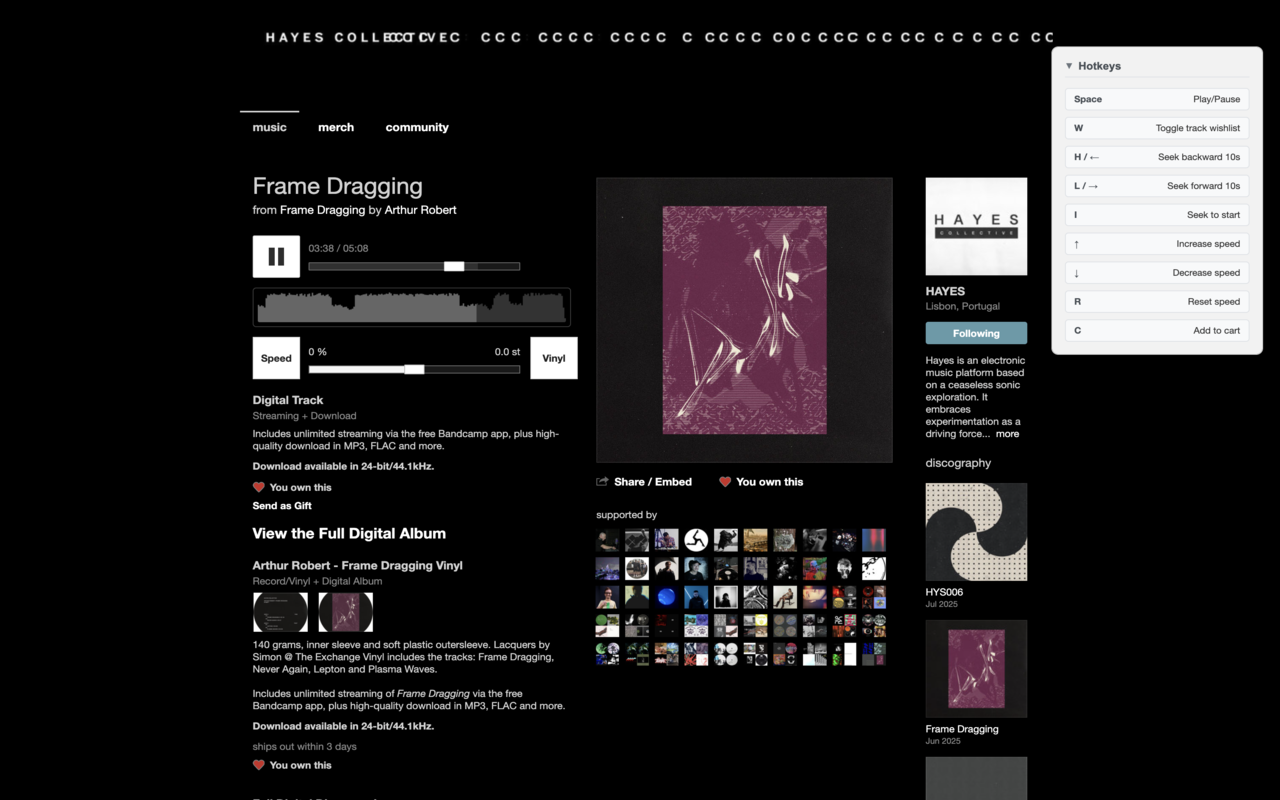 HAYES COLLECTIVE C CCC CCCC CCCC C CCCC COCCCCCCCCCCCCCC
Hotkeys
Space Play/Pause
W Toggle track wishlist
H / ← Seek backward 10s
L / → Seek forward 10s
I Seek to start
↑ Increase speed
↓ Decrease speed
R Reset speed
C Add to cart
music merch community
Frame Dragging
from Frame Dragging by Arthur Robert
03:38 / 05:08
Speed 0 % 0.0 st Vinyl
Digital Track
Streaming + Download
Includes unlimited streaming via the free Bandcamp app, plus high-
quality download in MP3, FLAC and more.
Download available in 24-bit/44.1kHz.
You own this
Send as Gift
View the Full Digital Album
Arthur Robert - Frame Dragging Vinyl
Record/Vinyl + Digital Album
140 grams, inner sleeve and soft plastic outersleeve. Lacquers by
Simon @ The Exchange Vinyl includes the tracks: Frame Dragging,
Never Again, Lepton and Plasma Waves.
Includes unlimited streaming of Frame Dragging via the free
Bandcamp app, plus high-quality download in MP3, FLAC and more.
Download available in 24-bit/44.1kHz.
ships out within 3 days
You own this
Share / Embed You own this
supported by
HAYES
COLLECTIVE
HAYES
Lisbon, Portugal
Following
Hayes is an electronic
music platform based
on a ceaseless sonic
exploration. It
embraces
experimentation as a
driving force... more
discography
HYS006
Jul 2025
Frame Dragging
Jun 2025